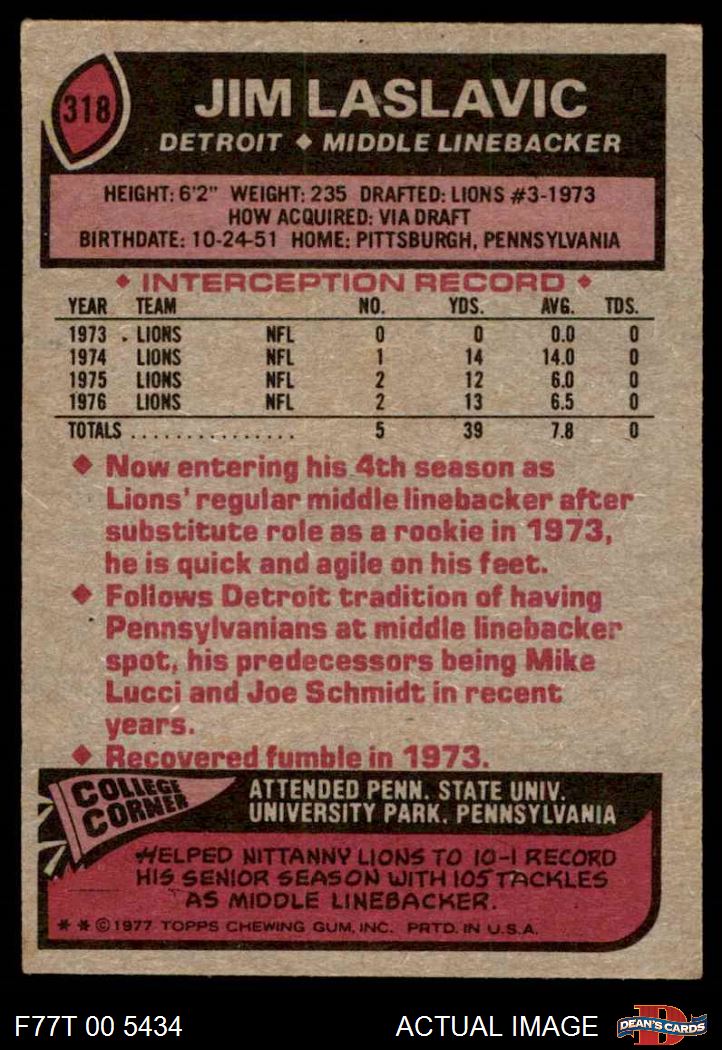 318
JIM LASLAVIC
DETROIT ◆ MIDDLE LINEBACKER
HEIGHT: 6'2" WEIGHT: 235 DRAFTED: LIONS #3-1973
HOW ACQUIRED: VIA DRAFT
BIRTHDATE: 10-24-51 HOME: PITTSBURGH, PENNSYLVANIA
◆ INTERCEPTION RECORD ◆
YEAR TEAM NO. YDS. AVG. TDS.
1973 LIONS NFL 0 0 0.0 0
1974 LIONS NFL 1 14 14.0 0
1975 LIONS NFL 2 12 6.0 0
1976 LIONS NFL 2 13 6.5 0
TOTALS ............... 5 39 7.8 0
◆ Now entering his 4th season as
Lions' regular middle linebacker after
substitute role as a rookie in 1973,
he is quick and agile on his feet.
◆ Follows Detroit tradition of having
Pennsylvanians at middle linebacker
spot, his predecessors being Mike
Lucci and Joe Schmidt in recent
years.
◆ Recovered fumble in 1973.
COLLEGE
CORNER
ATTENDED PENN. STATE UNIV.
UNIVERSITY PARK, PENNSYLVANIA
HELPED NITTANNY LIONS TO 10-1 RECORD
HIS SENIOR SEASON WITH 105 TACKLES
AS MIDDLE LINEBACKER.
* * © 1977 TOPPS CHEWING GUM, INC. PRTD. IN U.S.A.
F77T 00 5434
ACTUAL IMAGE
D
DEAN'S CARDS